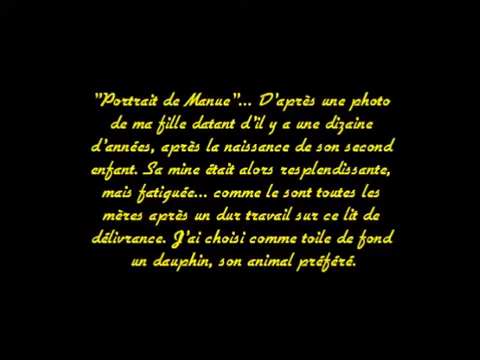 "Portrait de Manue"... D'après une photo
de ma fille datant d'il y a une dizaine
d'années, après la naissance de son second
enfant. Sa mine était alors resplendissante,
mais fatiguée... comme le sont toutes les
mères après un dur travail sur ce lit de
délivrance. J'ai choisi comme toile de fond
un dauphin, son animal préféré.